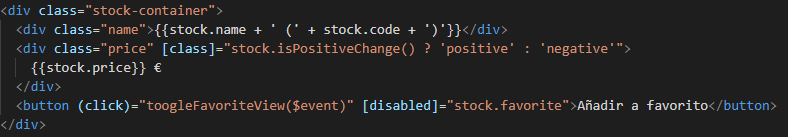 <div class="stock-container">
<div class="name">{{stock.name + ' (' + stock.code + ')'}}</div>
<div class="price" [class]="stock.isPositiveChange() ? 'positive' : 'negative'">
{{stock.price}} €
</div>
<button (click)="toogleFavoriteView($event)" [disabled]="stock.favorite">Añadir a favorito</button>
</div>